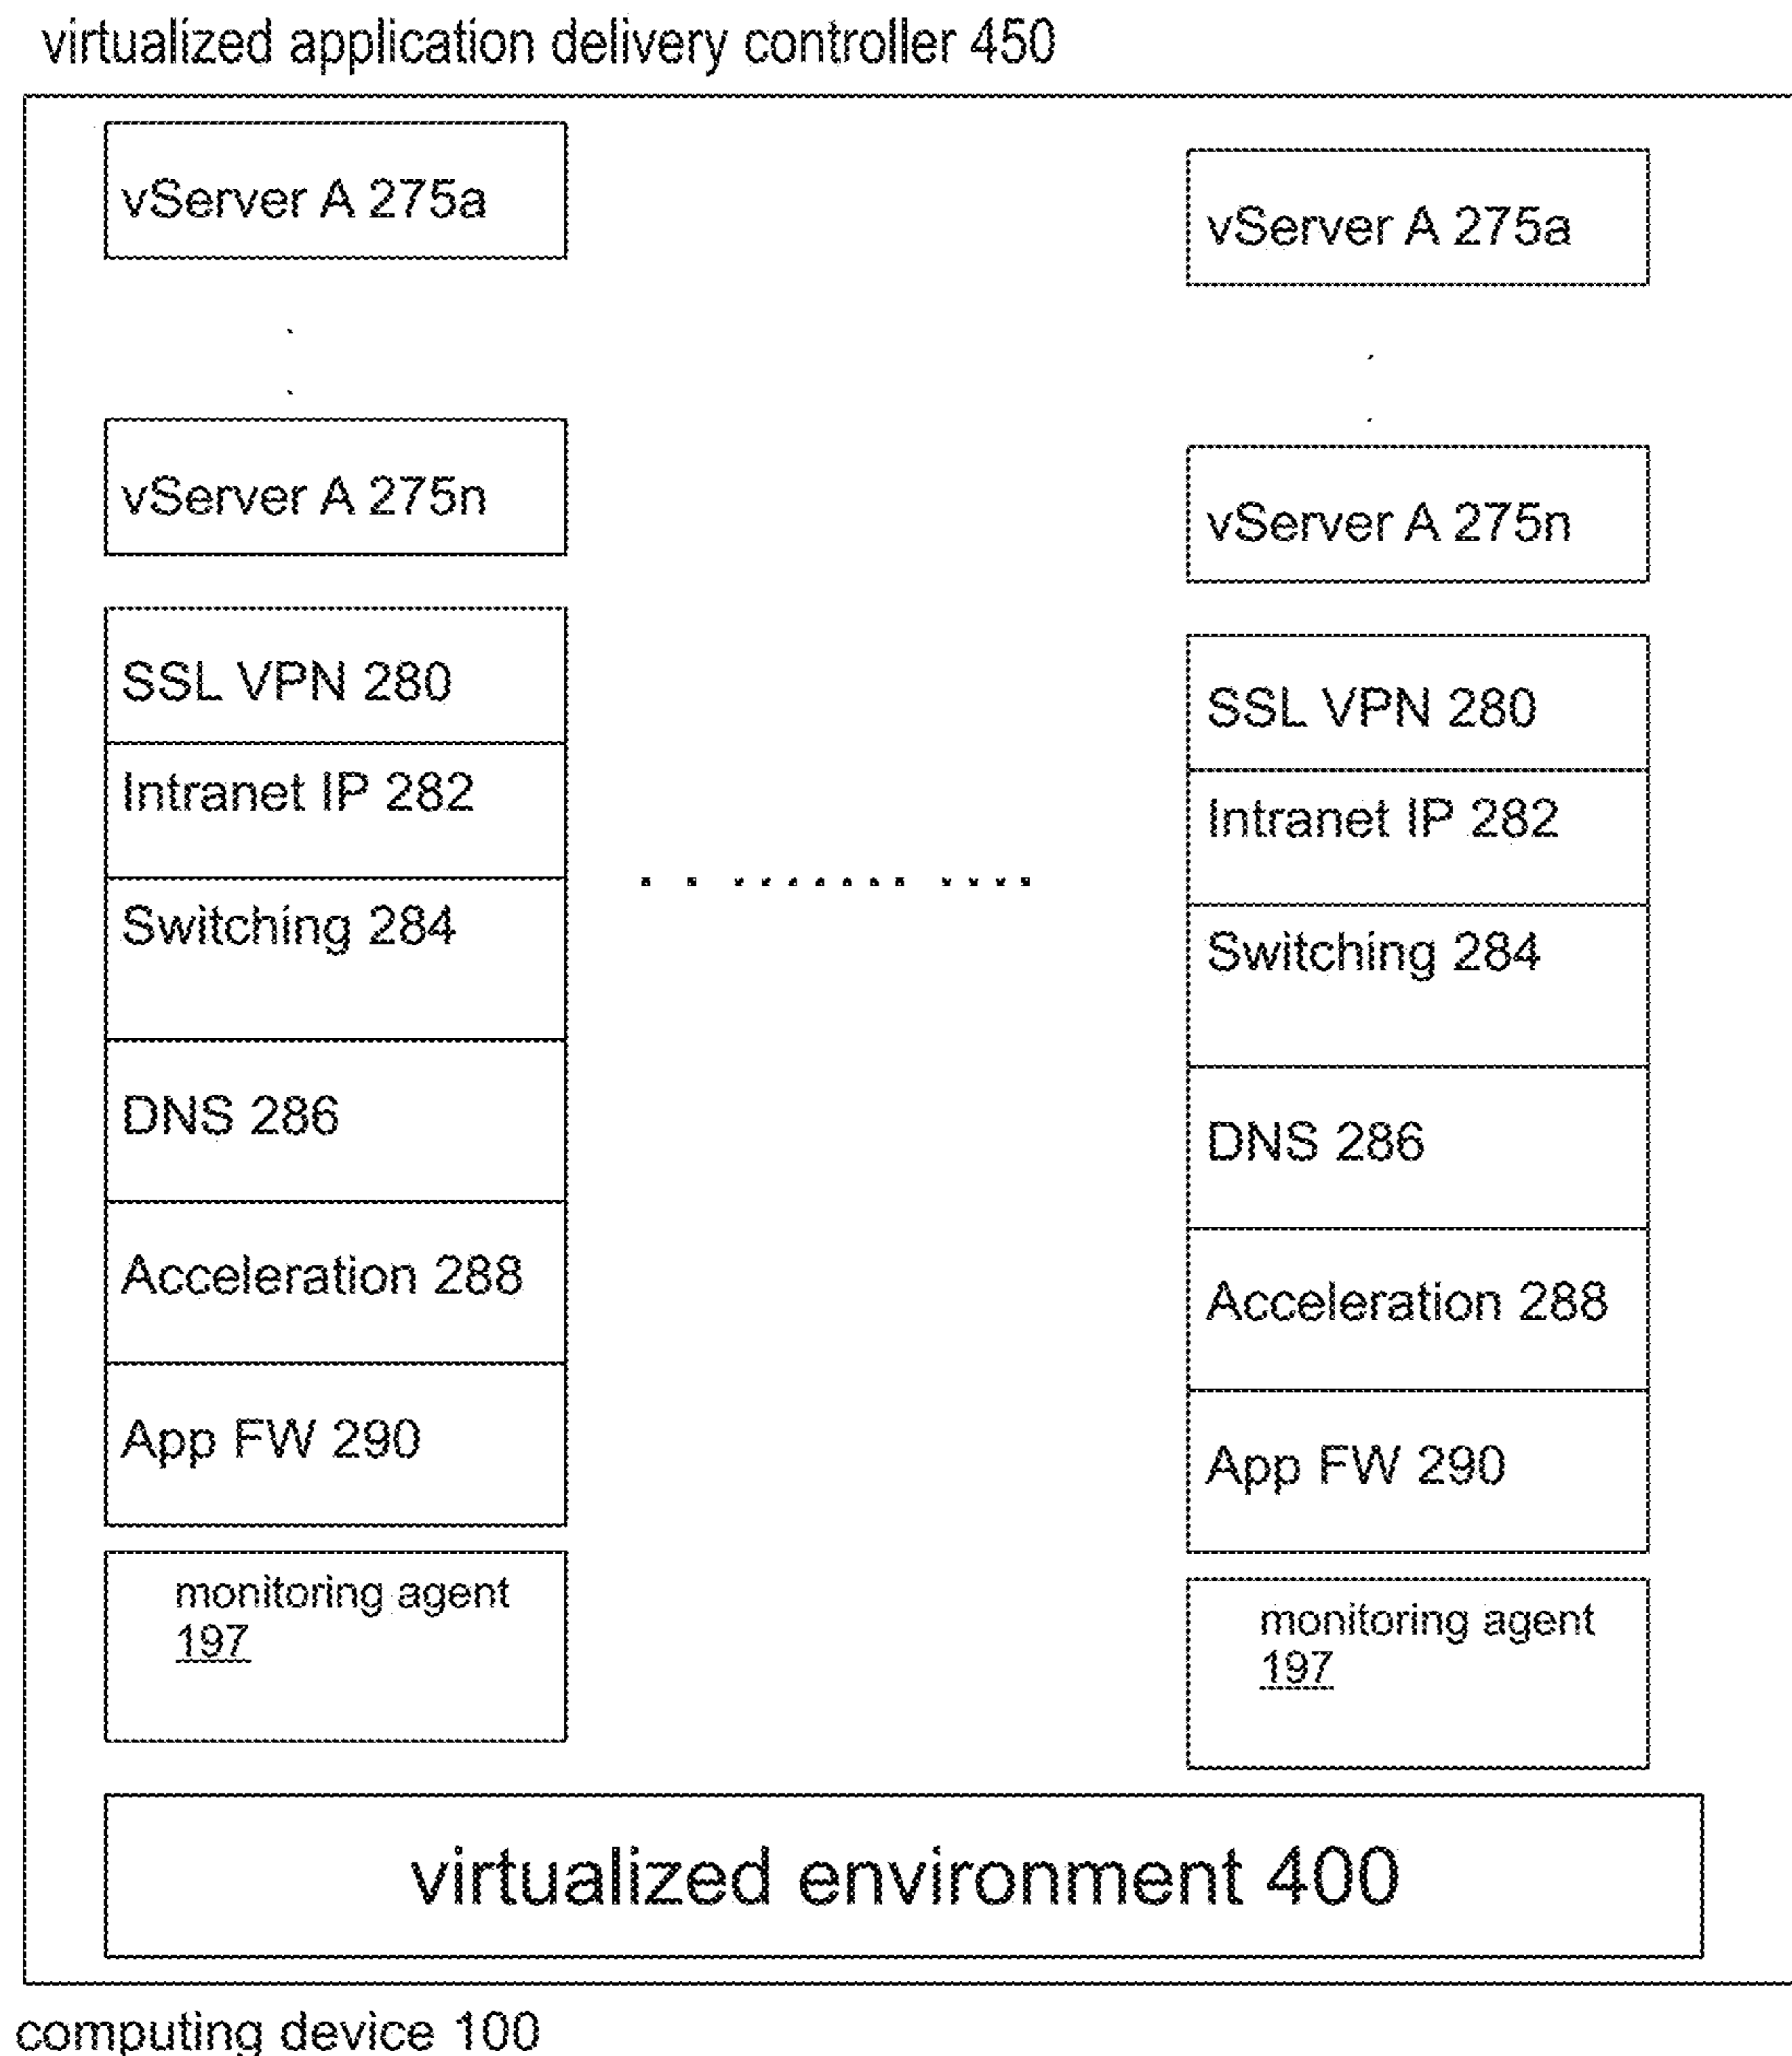 virtualized application delivery controller 450
vServer A 275a
vServer A 275n
SSL VPN 280
Intranet IP 282
Switching 284
DNS 286
Acceleration 288
App FW 290
monitoring agent
197
vServer A 275a
vServer A 275n
SSL VPN 280
Intranet IP 282
Switching 284
DNS 286
Acceleration 288
App FW 290
monitoring agent
197
virtualized environment 400
computing device 100